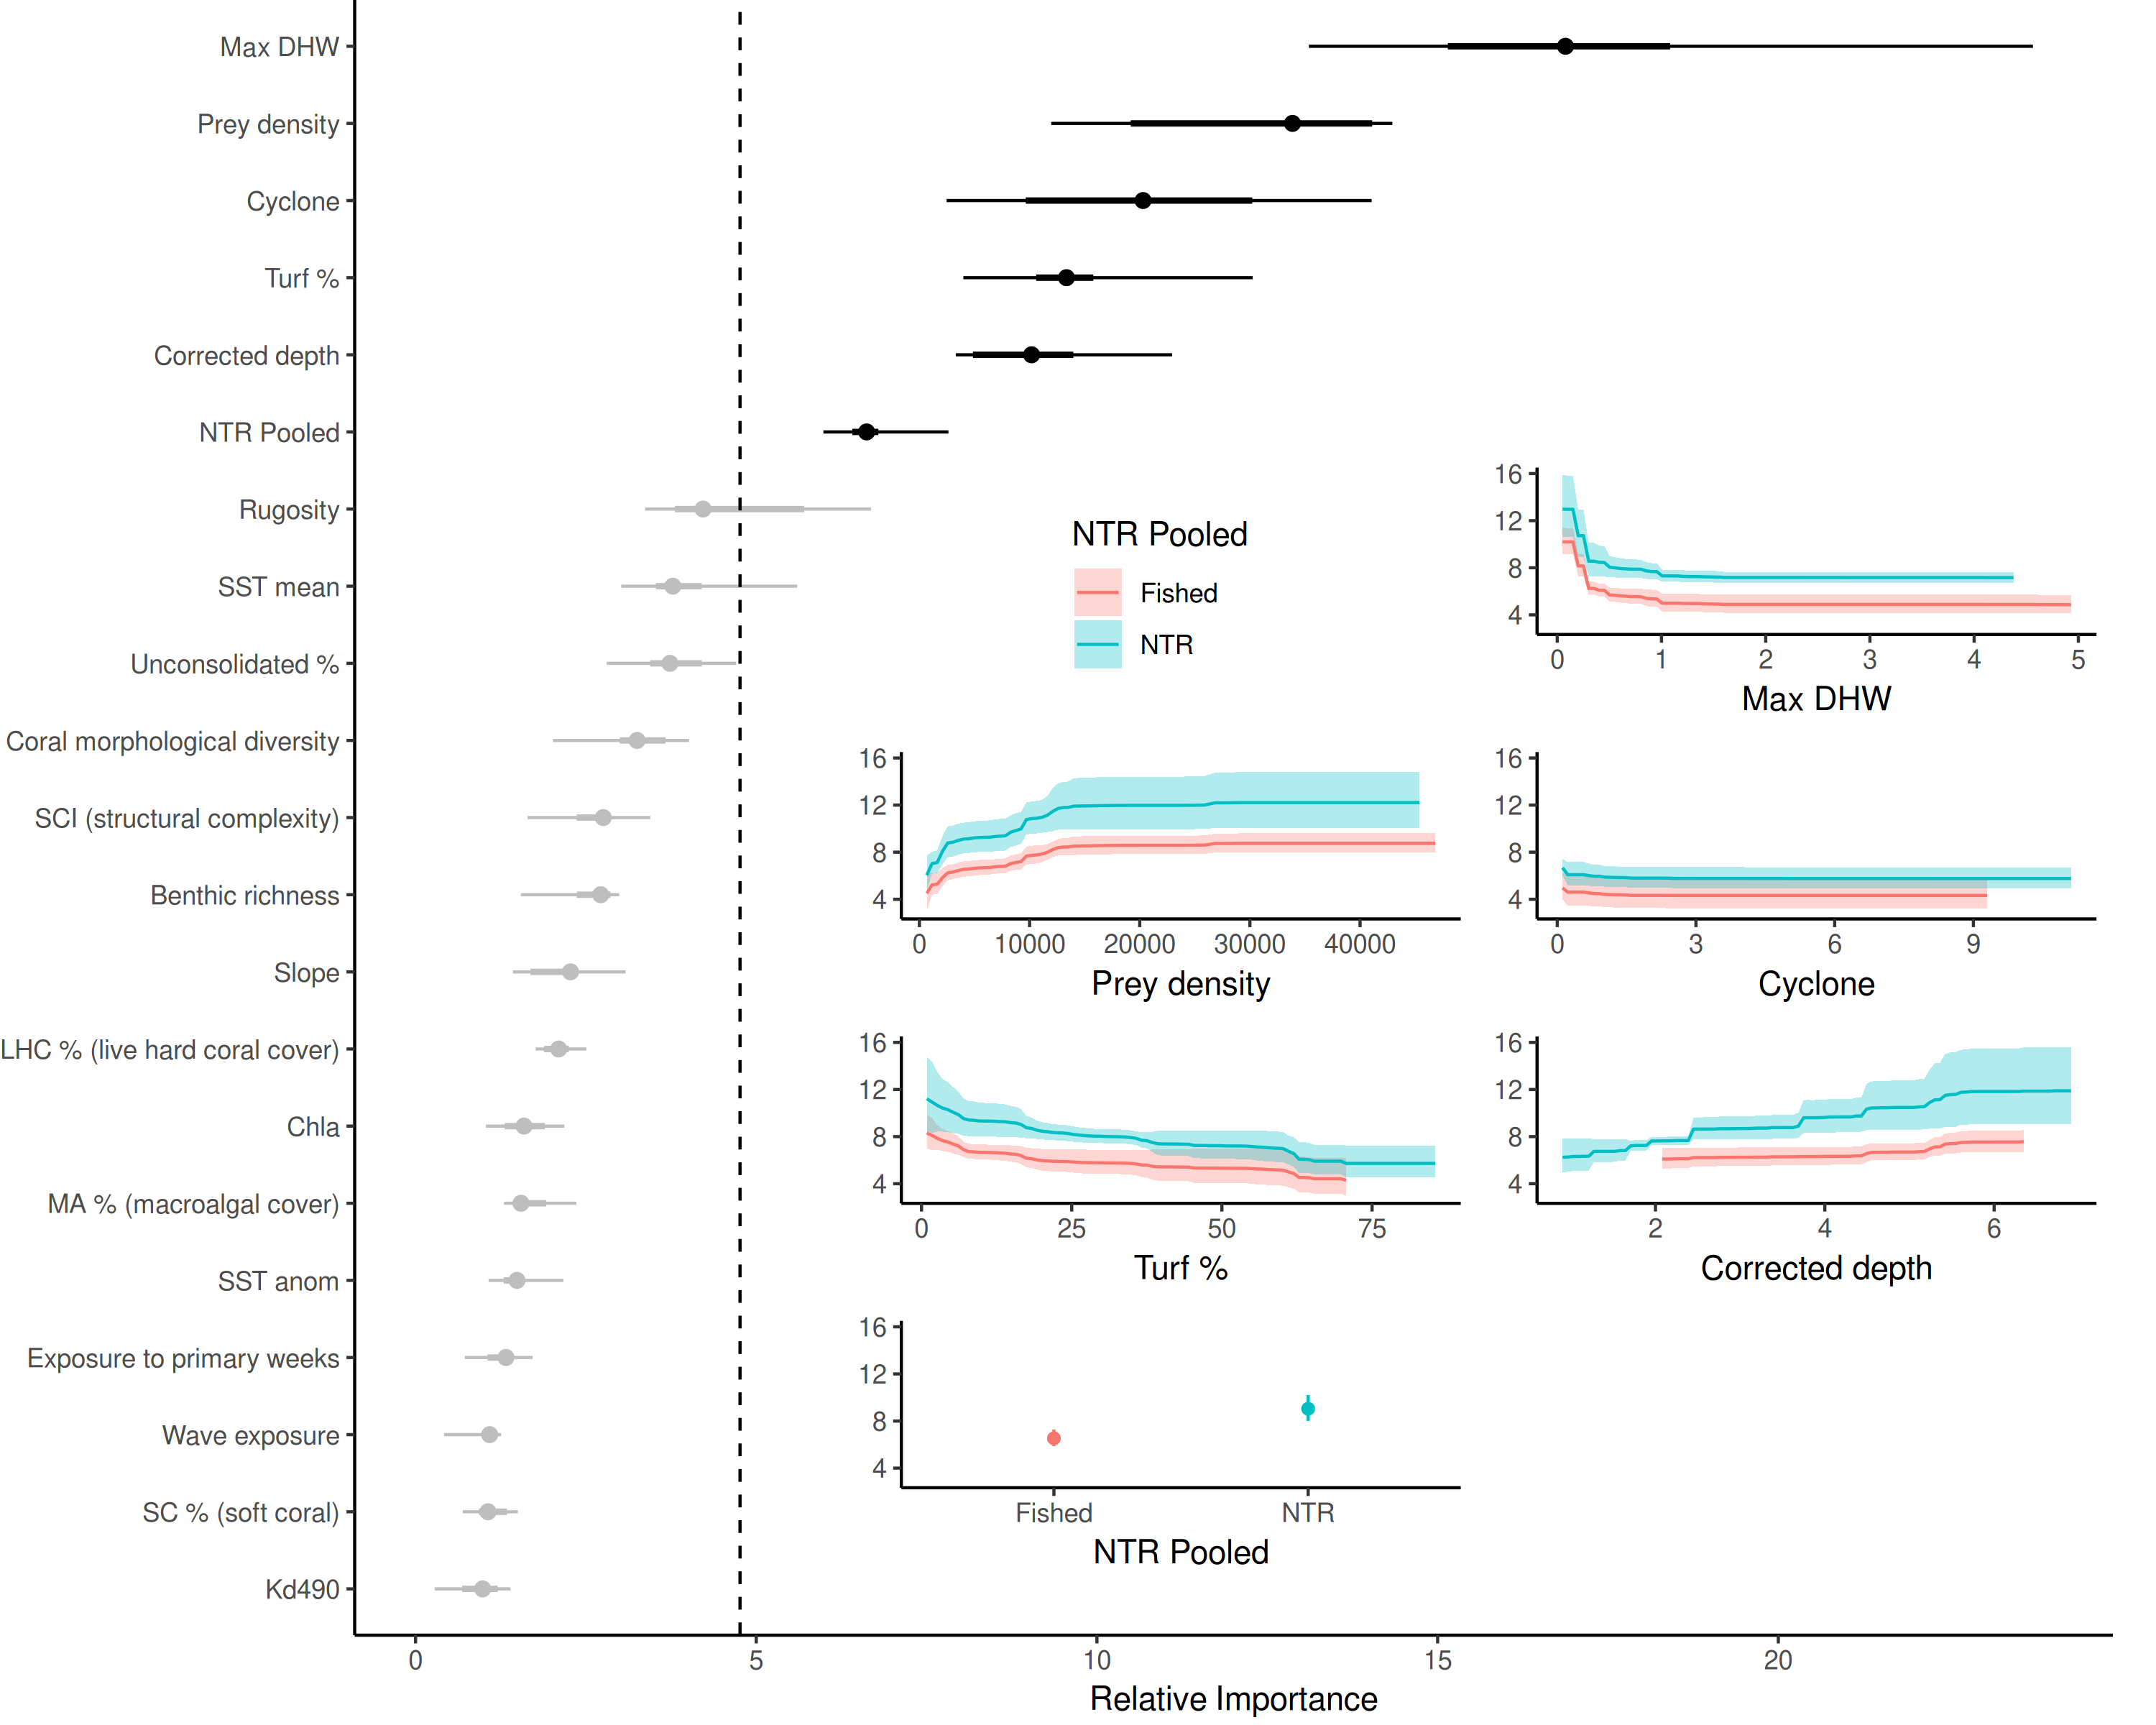 Max DHW
Prey density
Cyclone
Turf %
Corrected depth
NTR Pooled
Rugosity
SST mean
Unconsolidated %
Coral morphological diversity
SCI (structural complexity)
Benthic richness
Slope
LHC % (live hard coral cover)
Chla
MA % (macroalgal cover)
SST anom
Exposure to primary weeks
Wave exposure
SC % (soft coral)
Kd490
0 5 10 15 20
Relative Importance
NTR Pooled
Fished
NTR
16
12
8
4
0 1 2 3 4 5
Max DHW
16
12
8
4
0 10000 20000 30000 40000
Prey density
16
12
8
4
0 3 6 9
Cyclone
16
12
8
4
0 25 50 75
Turf %
16
12
8
4
2 4 6
Corrected depth
16
12
8
4
Fished NTR
NTR Pooled